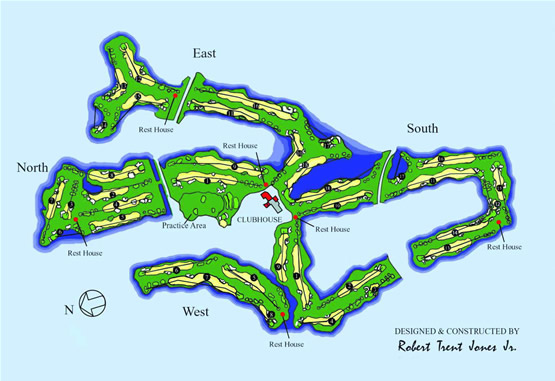 East
Rest House
South
Rest House
North
CLUBHOUSE
Practice Area
Rest House
Rest House
Rest House
N
West
DESIGNED & CONSTRUCTED BY
Robert Trent Jones Jr.
Rest House